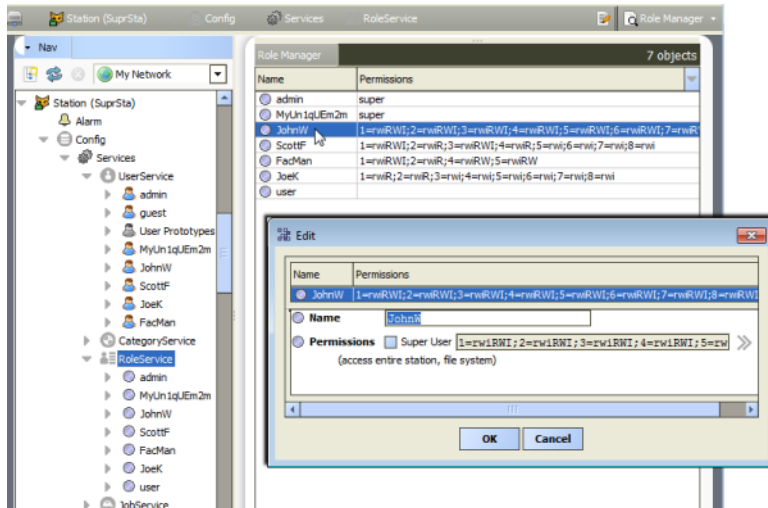 Station (SuprSta) Config Services RoleService Role Manager
Nav
My Network
Station (SuprSta)
Alarm
Config
Services
UserService
admin
guest
User Prototypes
MyUn1qUEm2m
JohnW
ScottF
JoeK
FacMan
CategoryService
RoleService
admin
MyUn1qUEm2m
JohnW
ScottF
FacMan
JoeK
user
JobService
Role Manager 7 objects
Name Permissions
admin super
MyUn1qUEm2m super
JohnW 1=rwiRWI;2=rwiRWI;3=rwiRWI;4=rwiRWI;5=rwiRWI;6=rwiRWI;7=rwiR
ScottF 1=rwiRWI;2=rwiR;3=rwiRWI;4=rwiR;5=rwi;6=rwi;7=rwi;8=rwi
FacMan 1=rwiRWI;2=rwiR;4=rwiRW;5=rwiRW
JoeK 1=rwiR;2=rwiR;3=rwi;4=rwi;5=rwi;6=rwi;7=rwi;8=rwi
user
Edit
Name Permissions
JohnW 1=rwiRWI;2=rwiRWI;3=rwiRWI;4=rwiRWI;5=rwiRWI;6=rwiRWI;7=rwiRWI;8=rwiRWI
Name JohnW
Permissions Super User 1=rwiRWI;2=rwiRWI;3=rwiRWI;4=rwiRWI;5=rw
(access entire station, file system)
OK Cancel